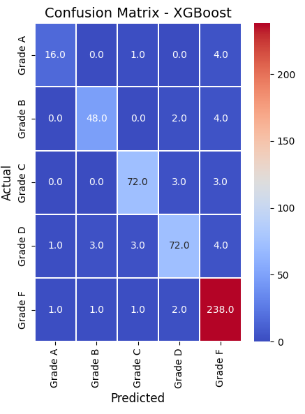 Confusion Matrix - XGBoost
Actual
Grade A 16.0 0.0 1.0 0.0 4.0
Grade B 0.0 48.0 0.0 2.0 4.0
Grade C 0.0 0.0 72.0 3.0 3.0
Grade D 1.0 3.0 3.0 72.0 4.0
Grade F 1.0 1.0 1.0 2.0 238.0
Grade A Grade B Grade C Grade D Grade F
Predicted
200
150
100
50
0